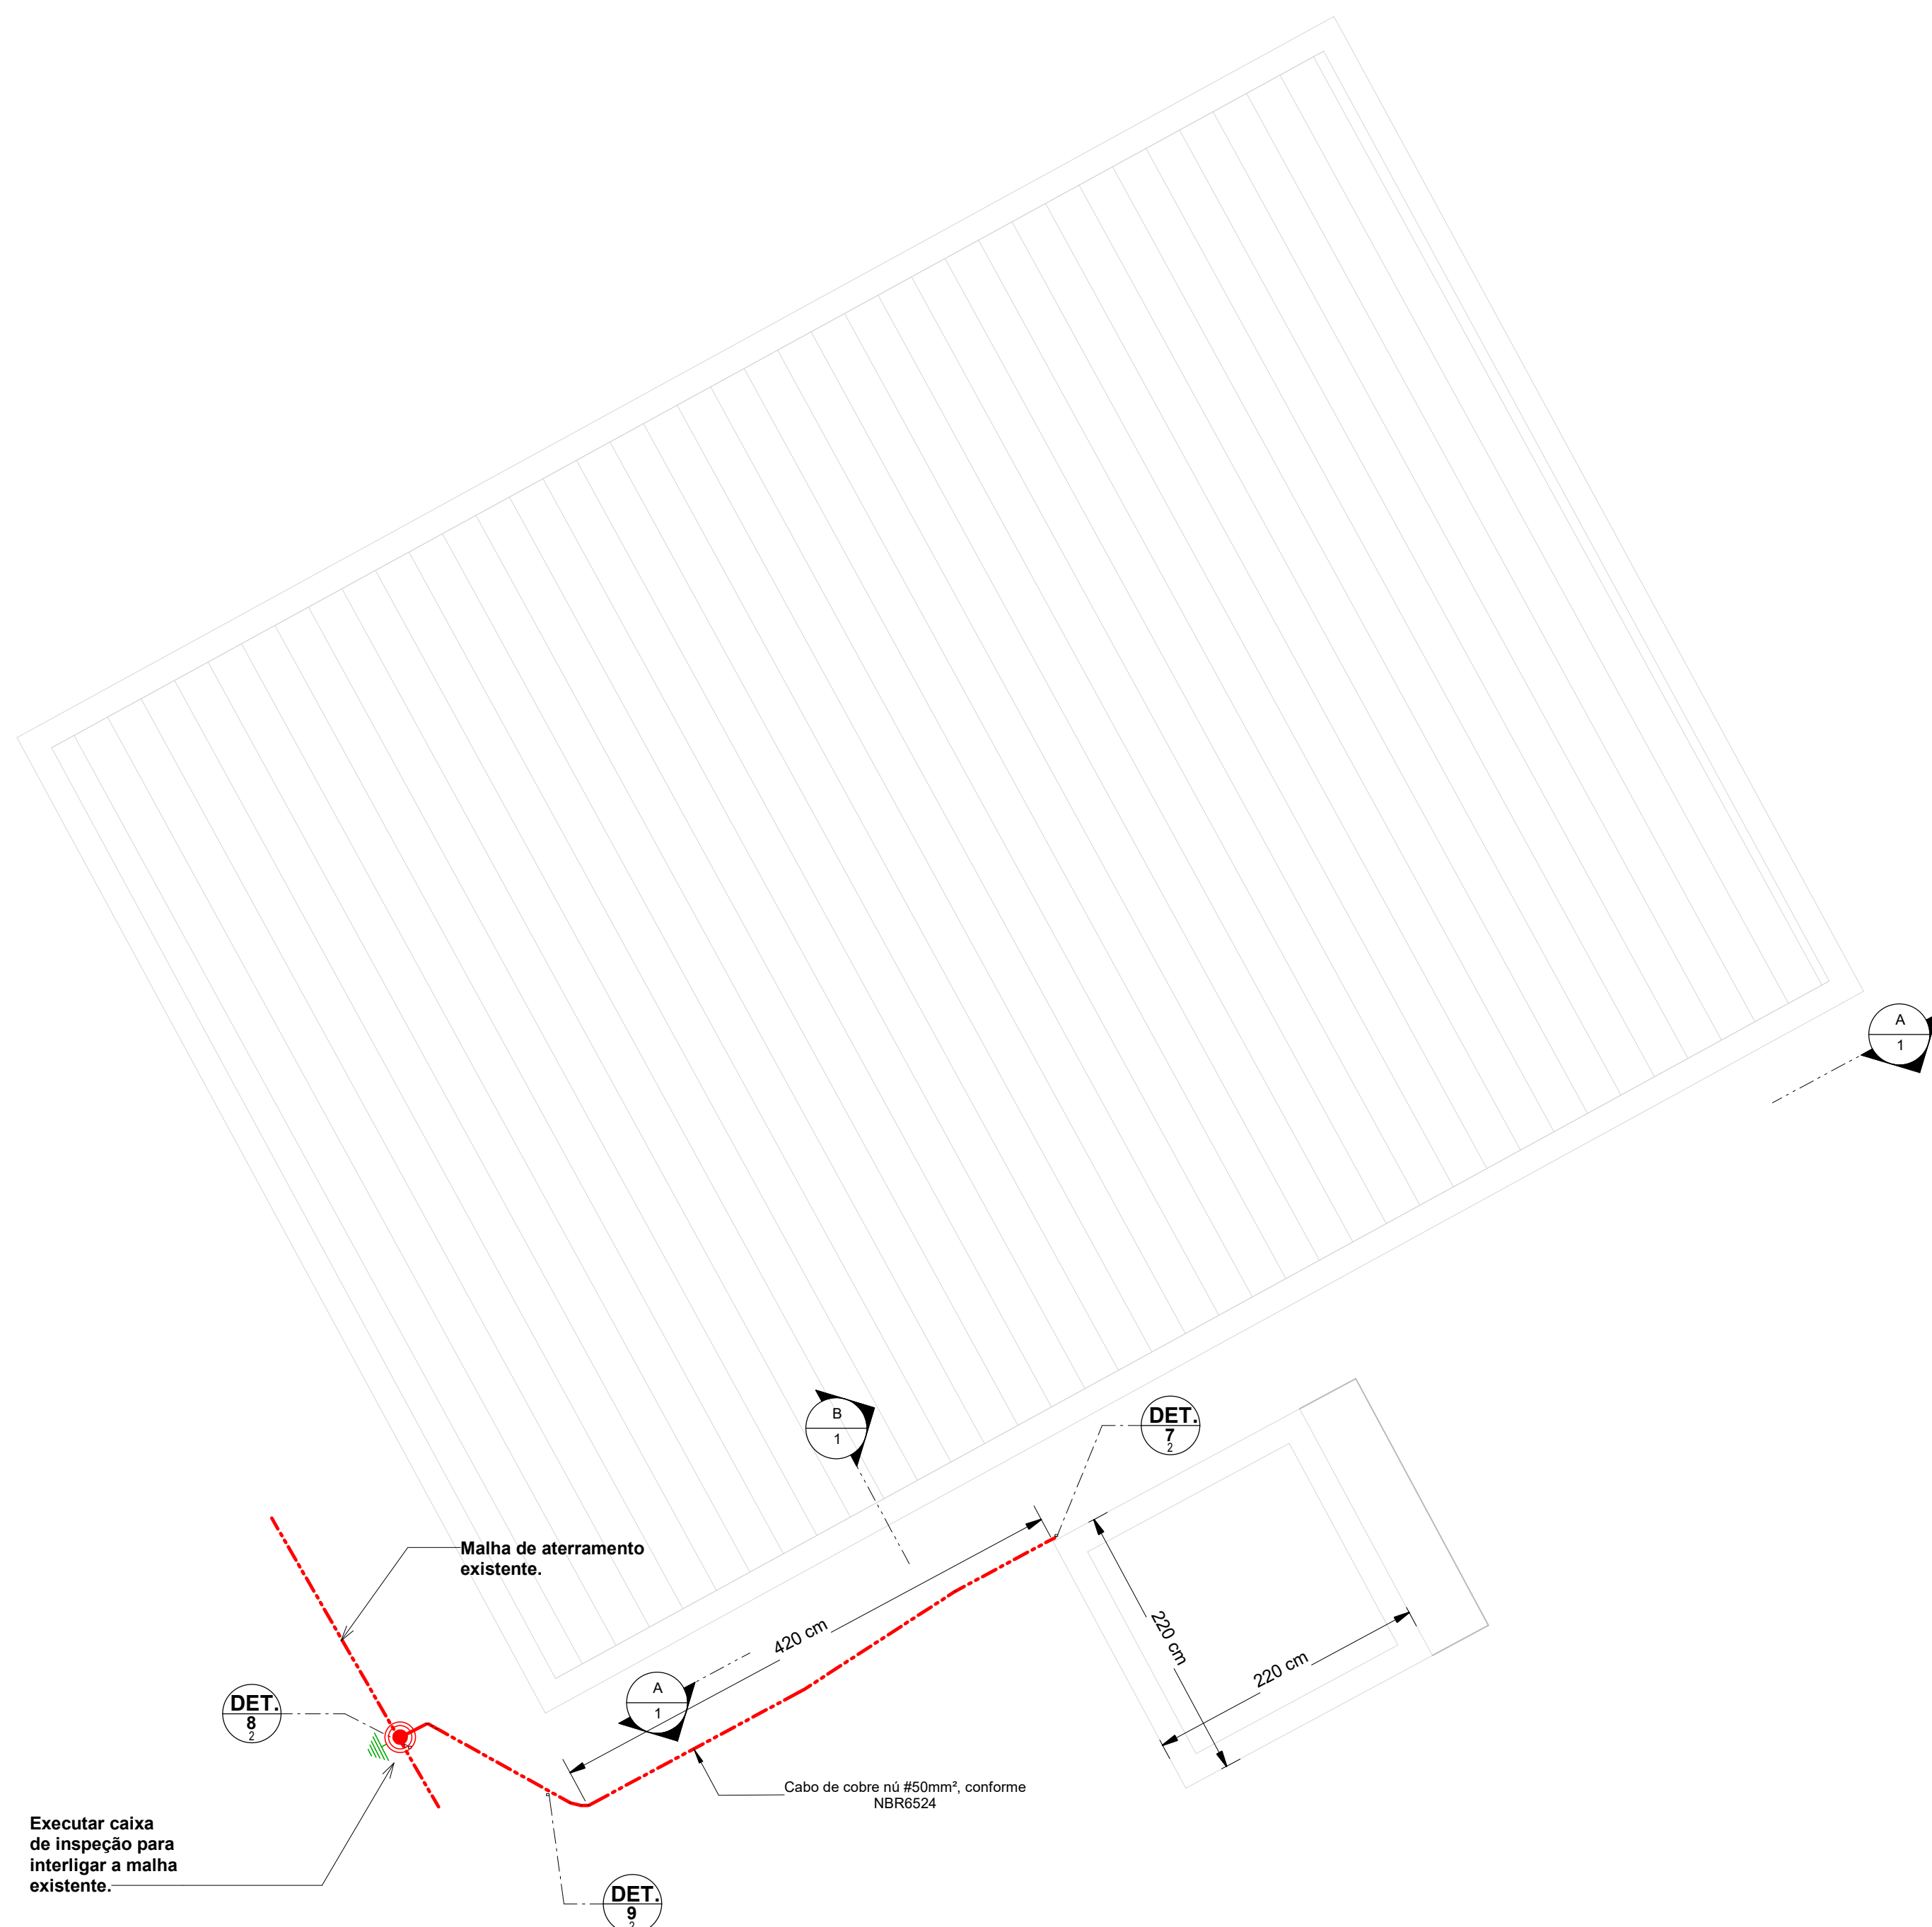 A
1
B
1
DET.
7
2
Malha de aterramento
existente.
420 cm
220 cm
220 cm
A
1
DET.
8
2
Cabo de cobre nú #50mm², conforme
NBR6524
Executar caixa
de inspeção para
interligar a malha
existente.
DET.
9
2